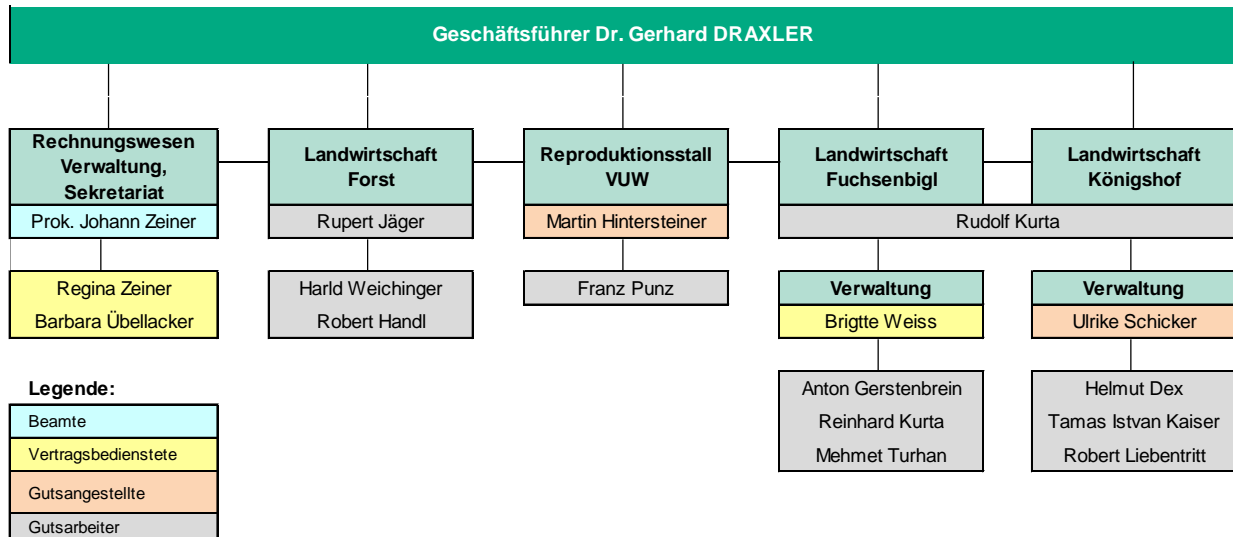 Geschäftsführer Dr. Gerhard DRAXLER
Rechnungswesen
Verwaltung,
Sekretariat
Prok. Johann Zeiner
Regina Zeiner
Barbara Übellacker
Landwirtschaft
Forst
Rupert Jäger
Harld Weichinger
Robert Handl
Reproduktionsstall
VUW
Martin Hintersteiner
Franz Punz
Landwirtschaft
Fuchsenbigl
Landwirtschaft
Königshof
Rudolf Kurta
Verwaltung
Brigtte Weiss
Anton Gerstenbrein
Reinhard Kurta
Mehmet Turhan
Verwaltung
Ulrike Schicker
Helmut Dex
Tamas Istvan Kaiser
Robert Liebentritt
Legende:
Beamte
Vertragsbedienstete
Gutsangestellte
Gutsarbeiter